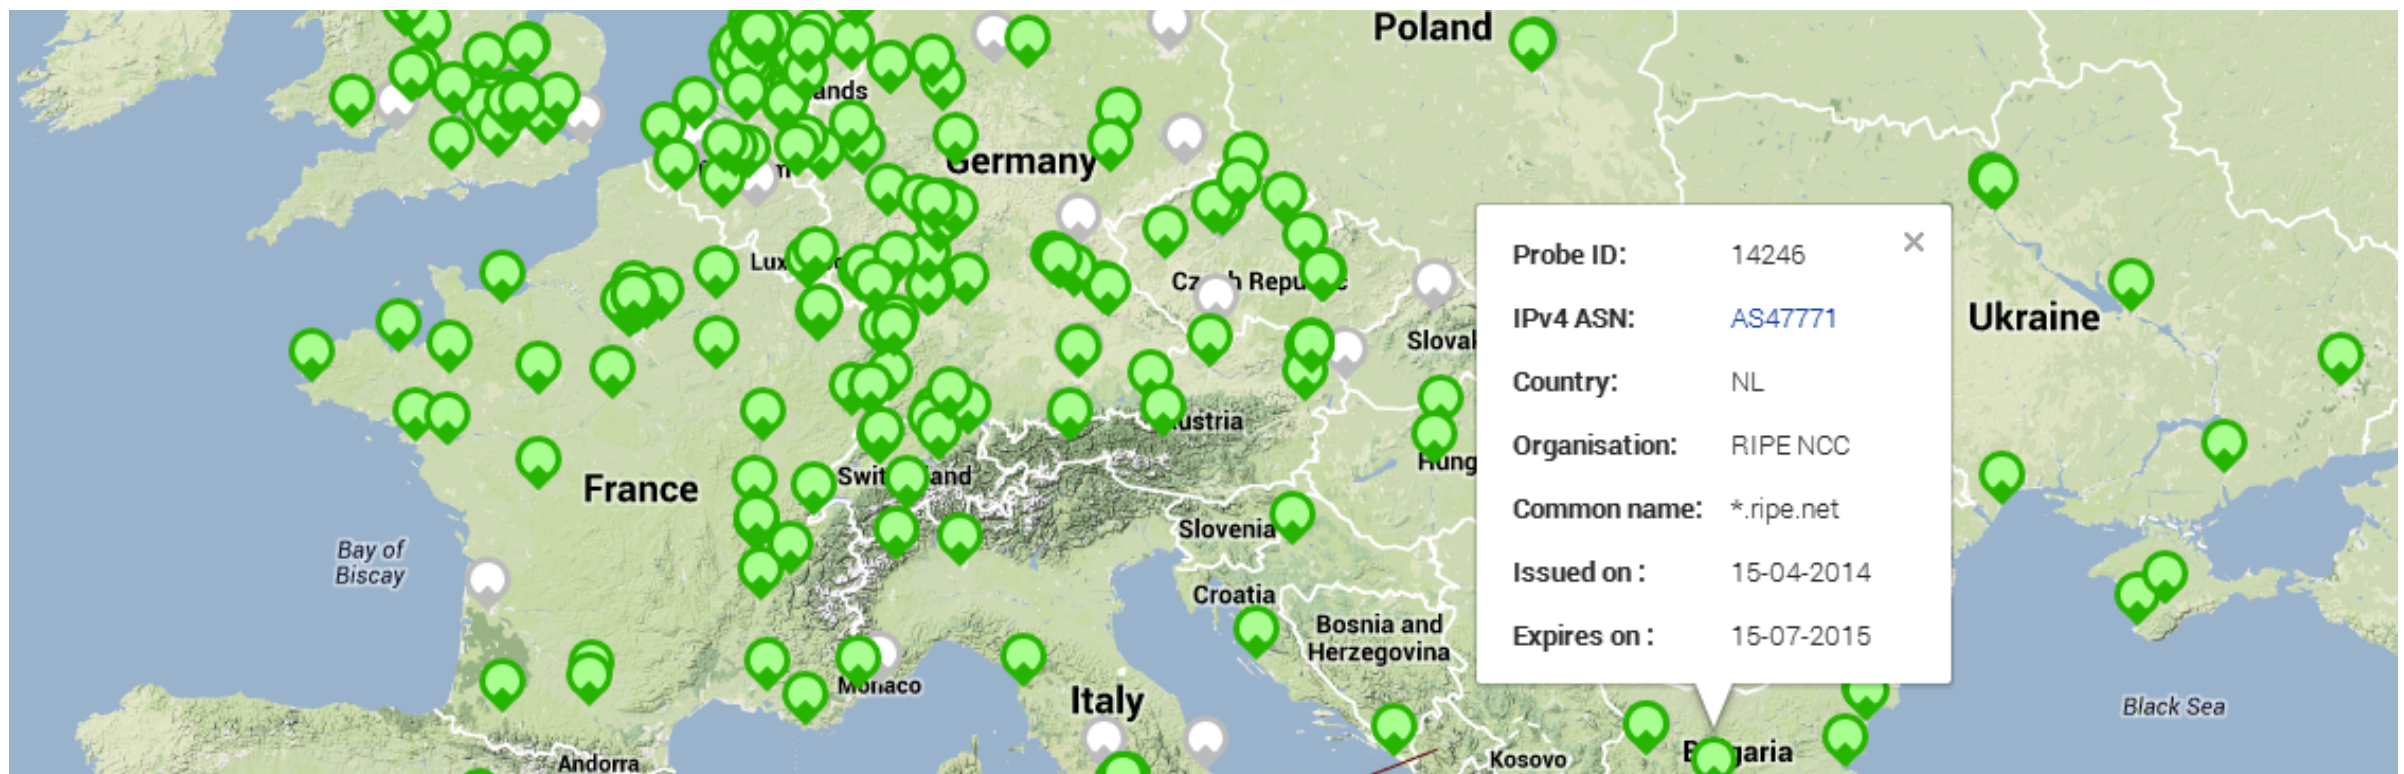 Poland
Germany
Ukraine
France
Bay of
Biscay
Slovenia
Croatia
Bosnia and
Herzegovina
Monaco
Italy
Black Sea
Kosovo
Andorra
Probe ID: 14246
IPv4 ASN: AS47771
Country: NL
Organisation: RIPE NCC
Common name: *.ripe.net
Issued on : 15-04-2014
Expires on : 15-07-2015